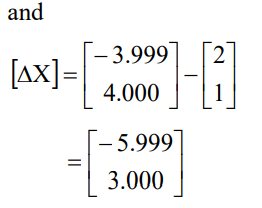 and
[ΔX] = [−3.999 4.000] − [2 1]
= [−5.999 3.000]